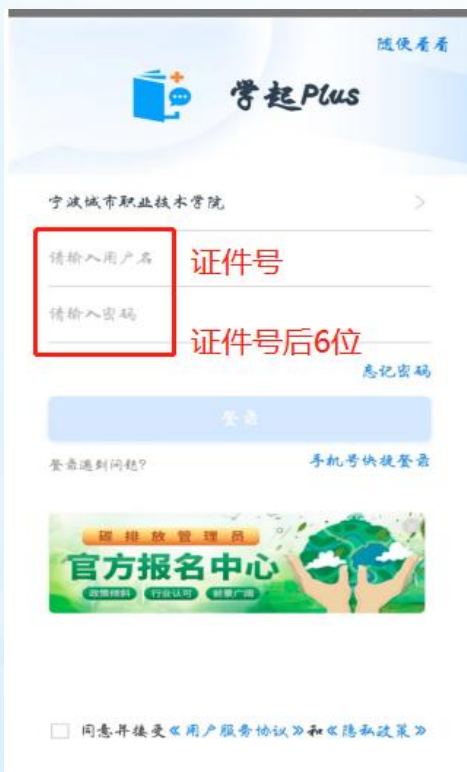 随便看看
学起Plus
宁波城市职业技术学院
请输入用户名
证件号
请输入密码
证件号后6位
忘记密码
登录
登录遇到问题?
手机号快捷登录
碳排放管理员
官方报名中心
政策倾斜 行业认可 前景广阔
同意并接受《用户服务协议》和《隐私政策》